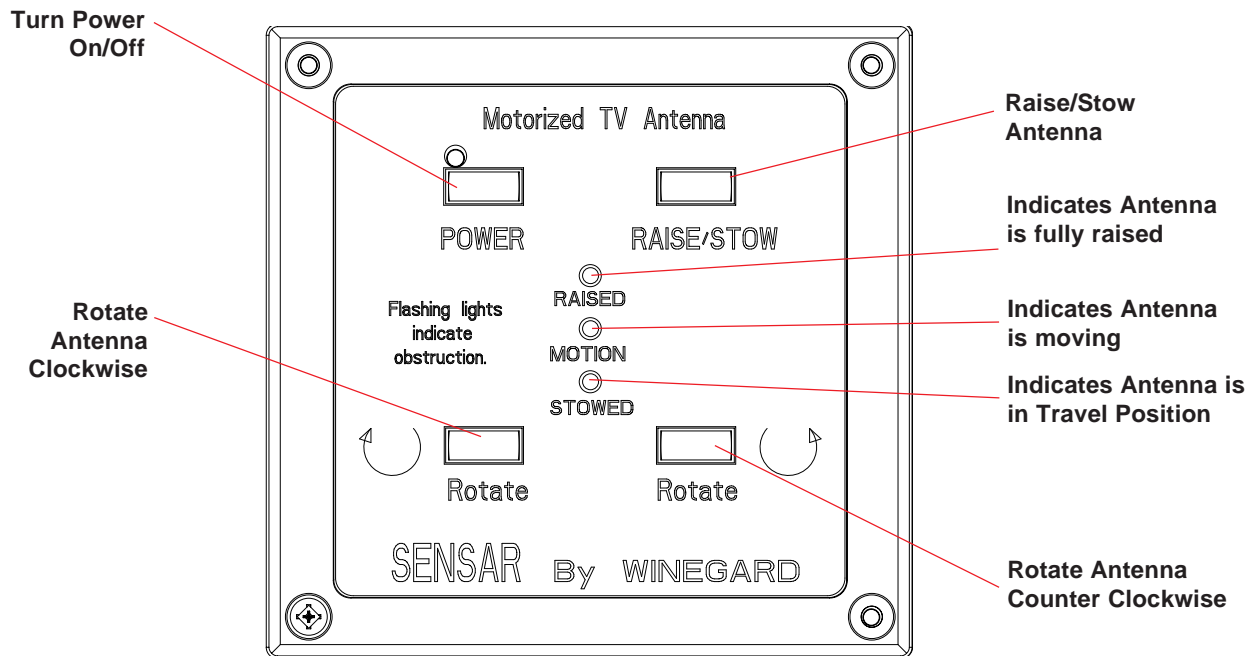 Turn Power
On/Off
Motorized TV Antenna
Raise/Stow
Antenna
POWER
RAISE/STOW
Indicates Antenna
is fully raised
RAISED
Flashing lights
indicate
obstruction.
MOTION
Indicates Antenna
is moving
Rotate
Antenna
Clockwise
STOWED
Indicates Antenna is
in Travel Position
Rotate
Rotate
SENSAR By WINEGARD
Rotate Antenna
Counter Clockwise